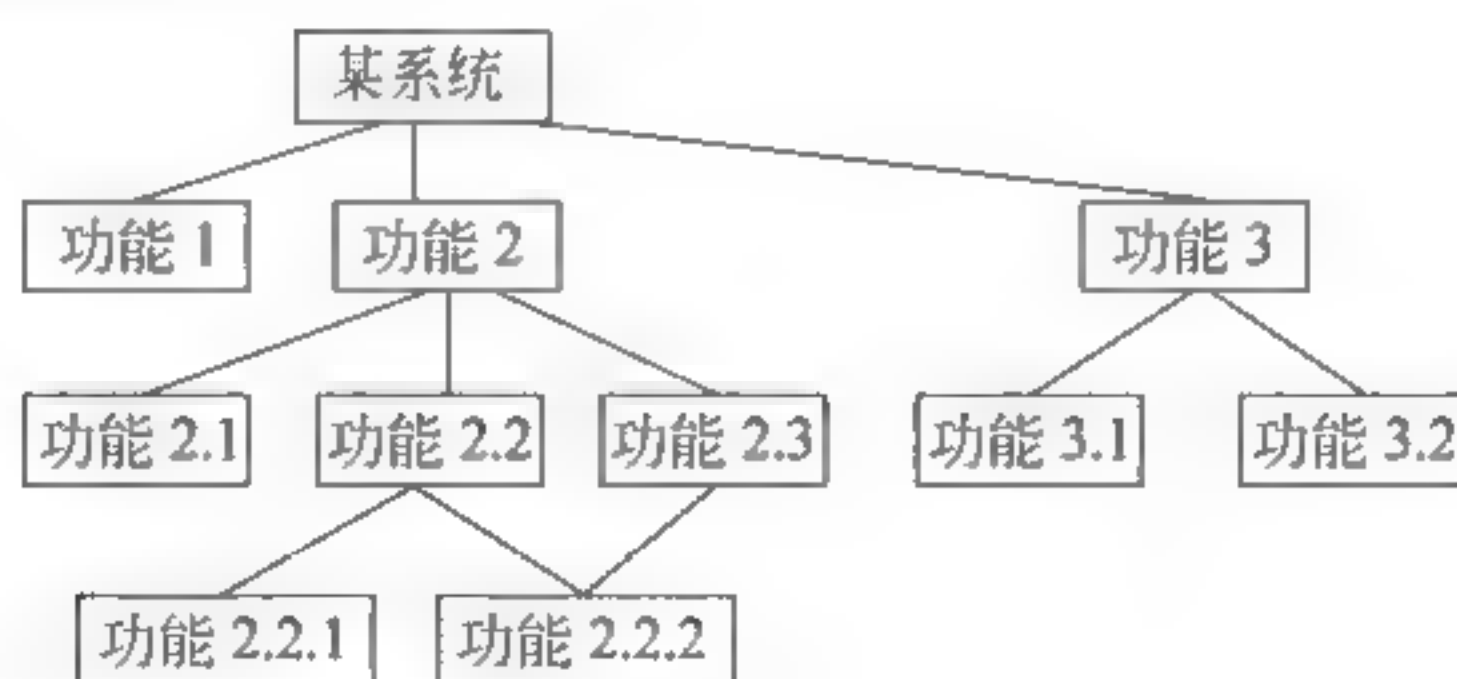 某系统
功能 1
功能 2
功能 3
功能 2.1
功能 2.2
功能 2.3
功能 3.1
功能 3.2
功能 2.2.1
功能 2.2.2